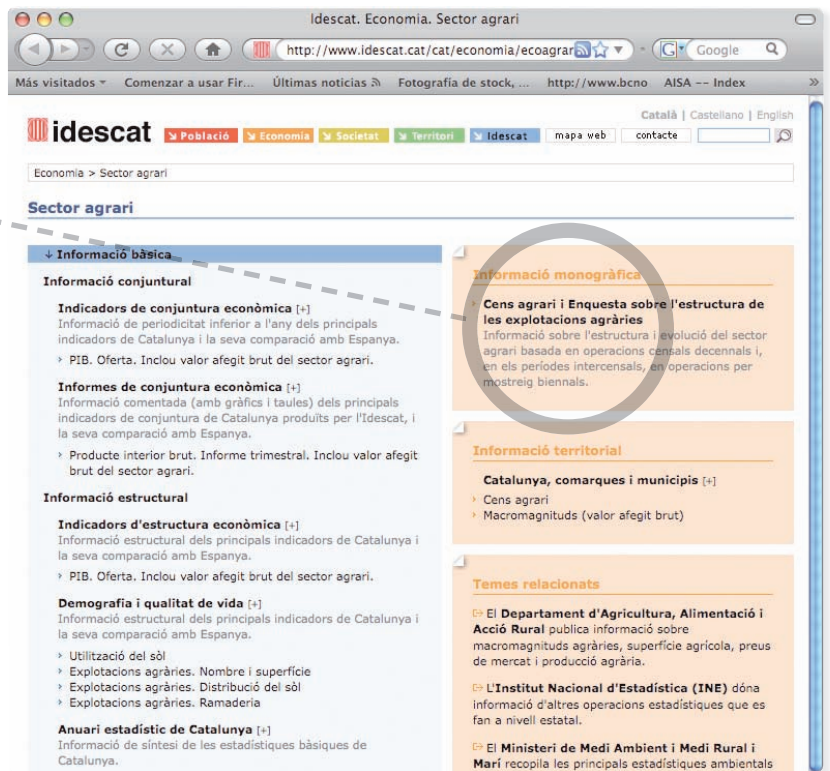 Idescat. Economia. Sector agrari
http://www.idescat.cat/cat/economia/ecoagrar
Google
Más visitados
Comenzar a usar Fir...
Últimas noticias
Fotografía de stock, ...
http://www.bcno
AISA -- Index
»
Català | Castellano | English
idescat
Població
Economia
Societat
Territori
Idescat
mapa web
contacte
Economia > Sector agrari
Sector agrari
↓ Informació bàsica
Informació conjuntural
Indicadors de conjuntura econòmica [+]
Informació de periodicitat inferior a l'any dels principals
indicadors de Catalunya i la seva comparació amb Espanya.
› PIB. Oferta. Inclou valor afegit brut del sector agrari.
Informes de conjuntura econòmica [+]
Informació comentada (amb gràfics i taules) dels principals
indicadors de conjuntura de Catalunya produïts per l'Idescat, i
la seva comparació amb Espanya.
› Producte interior brut. Informe trimestral. Inclou valor afegit
brut del sector agrari.
Informació estructural
Indicadors d'estructura econòmica [+]
Informació estructural dels principals indicadors de Catalunya i
la seva comparació amb Espanya.
› PIB. Oferta. Inclou valor afegit brut del sector agrari.
Demografia i qualitat de vida [+]
Informació estructural dels principals indicadors de Catalunya i
la seva comparació amb Espanya.
› Utilització del sòl
› Explotacions agràries. Nombre i superfície
› Explotacions agràries. Distribució del sòl
› Explotacions agràries. Ramaderia
Anuari estadístic de Catalunya [+]
Informació de síntesi de les estadístiques bàsiques de
Catalunya.
Informació monogràfica
› Cens agrari i Enquesta sobre l'estructura de
les explotacions agràries
Informació sobre l'estructura i evolució del sector
agrari basada en operacions censals decennals i,
en els períodes intercensals, en operacions per
mostreig biennals.
Informació territorial
Catalunya, comarques i municipis [+]
› Cens agrari
› Macromagnituds (valor afegit brut)
Temes relacionats
El Departament d'Agricultura, Alimentació i
Acció Rural publica informació sobre
macromagnituds agràries, superfície agrícola, preus
de mercat i producció agrària.
L'Institut Nacional d'Estadística (INE) dóna
informació d'altres operacions estadístiques que es
fan a nivell estatal.
El Ministeri de Medi Ambient i Medi Rural i
Marí recopila les principals estadístiques ambientals